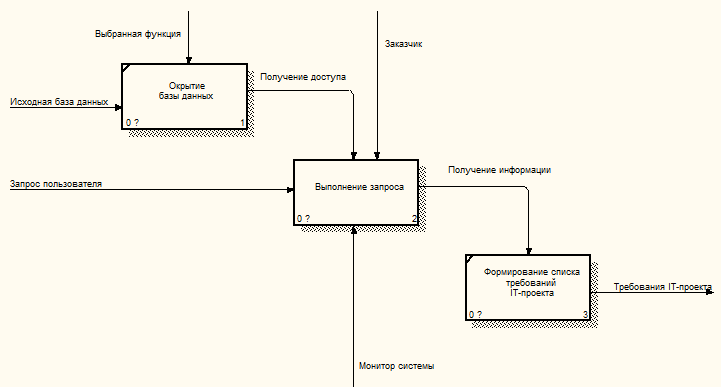 Выбранная функция
Заказчик
Окрытие
базы данных
0 ?
1
Получение доступа
Исходная база данных
Запрос пользователя
Выполнение запроса
0 ?
2
Получение информации
Формирование списка
требований
IT-проекта
0 ?
3
Требования IT-проекта
Монитор системы